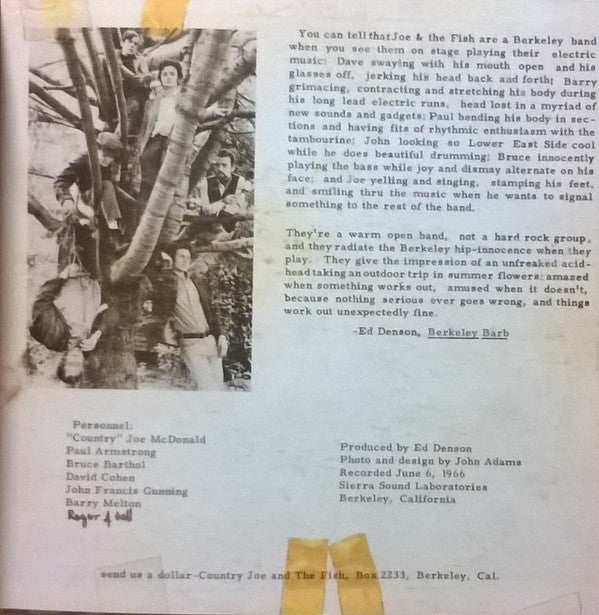 You can tell that Joe & the Fish are a Berkeley band
when you see them on stage playing their electric
music: Dave swaying with his mouth open and his
glasses off, jerking his head back and forth; Barry
grimacing, contracting and stretching his body during
his long lead electric runs, head lost in a myriad of
new sounds and gadgets; Paul bending his body in sec-
tions and having fits of rhythmic enthusiasm with the
tambourine; John looking so Lower East Side cool
while he does beautiful drumming; Bruce innocently
playing the bass while joy and dismay alternate on his
face; and Joe yelling and singing, stamping his feet,
and smiling thru the music when he wants to signal
something to the rest of the band.
They're a warm open band, not a hard rock group,
and they radiate the Berkeley hip-innocence when they
play. They give the impression of an unfreaked acid-
head taking an outdoor trip in summer flowers: amazed
when something works out, amused when it doesn't,
because nothing serious ever goes wrong, and things
work out unexpectedly fine.
-Ed Denson, Berkeley Barb
Personnel:
"Country" Joe McDonald
Paul Armstrong
Bruce Barthol
David Cohen
John Francis Gunning
Barry Melton
Produced by Ed Denson
Photo and design by John Adams
Recorded June 6, 1966
Sierra Sound Laboratories
Berkeley, California
send us a dollar-Country Joe and The Fish, Box 2233, Berkeley, Cal.